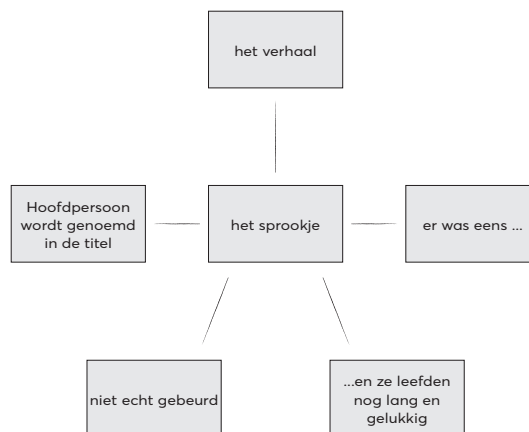 het verhaal
Hoofdpersoon
wordt genoemd
in de titel
het sprookje
er was eens ...
niet echt gebeurd
...en ze leefden
nog lang en
gelukkig